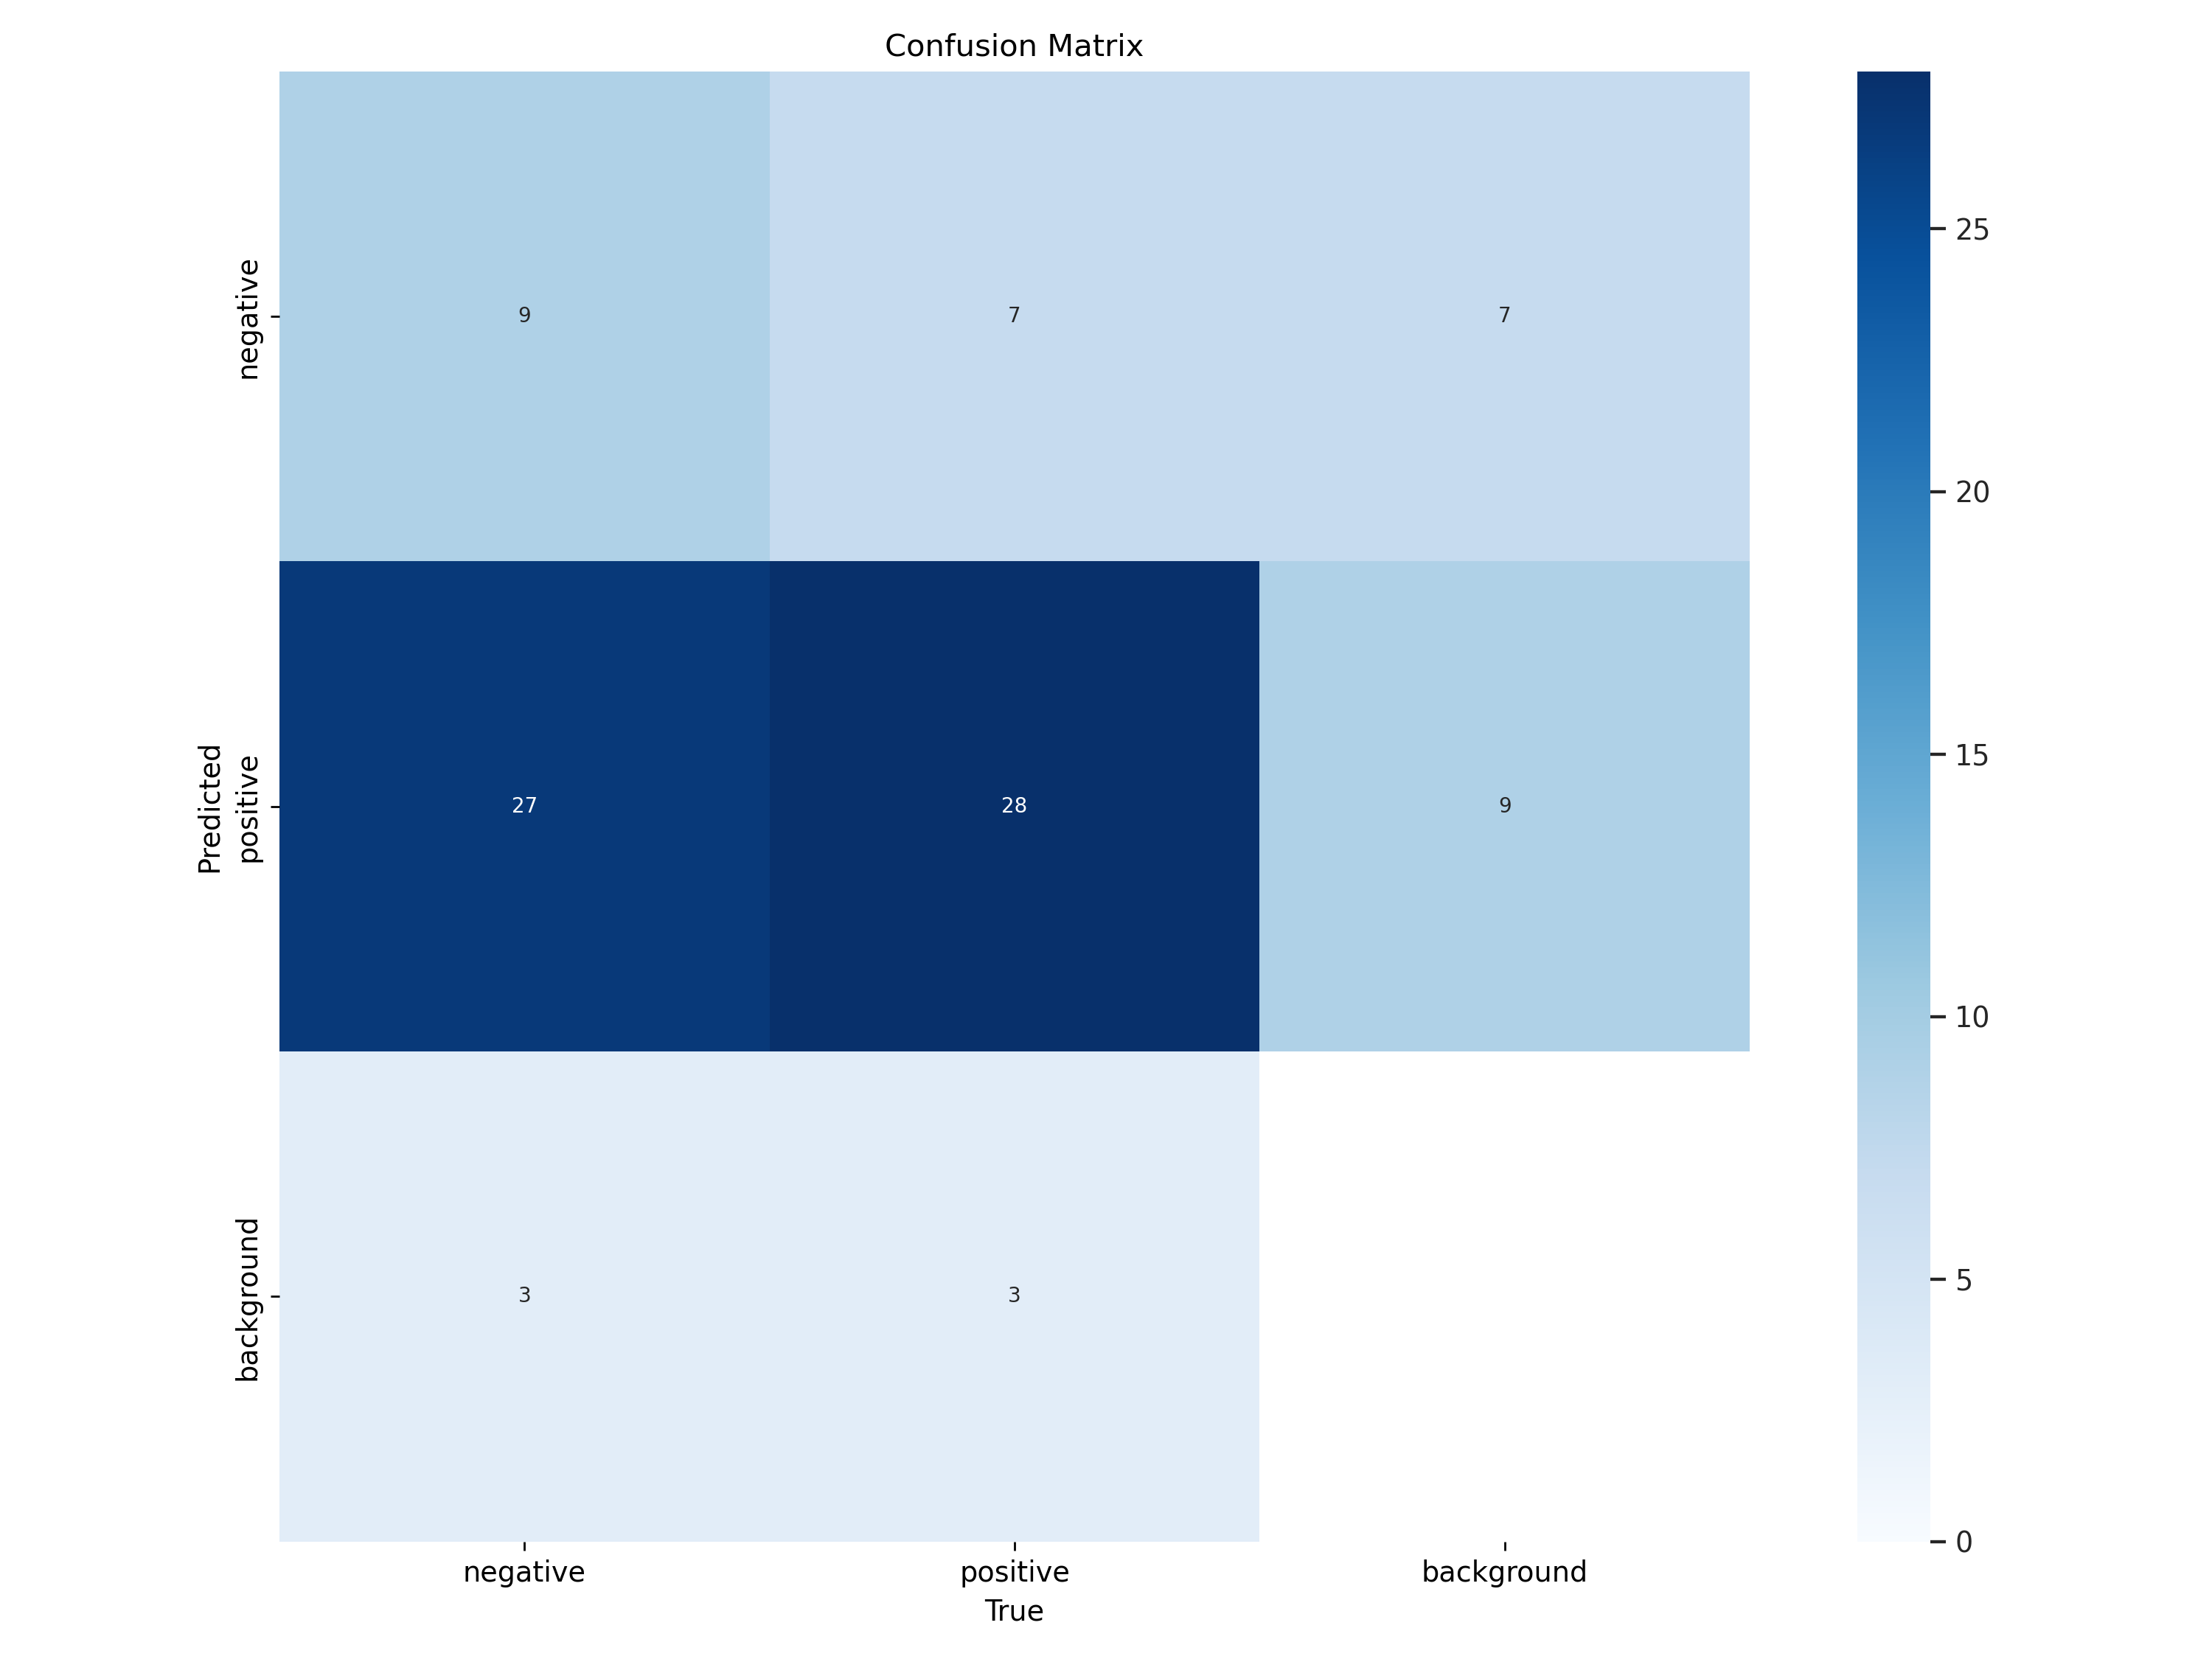 Confusion Matrix
negative
9
7
7
25
20
Predicted
positive
27
28
9
15
10
background
3
3
5
0
negative
positive
background
True